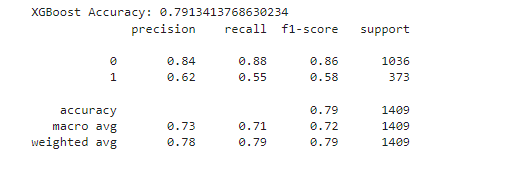 XGBoost Accuracy: 0.7913413768630234
precision recall f1-score support
0 0.84 0.88 0.86 1036
1 0.62 0.55 0.58 373
accuracy 0.79 1409
macro avg 0.73 0.71 0.72 1409
weighted avg 0.78 0.79 0.79 1409